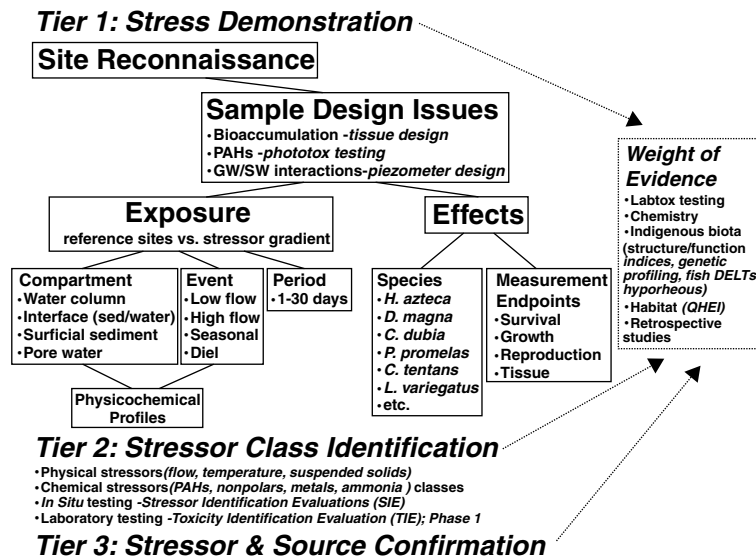 Tier 1: Stress Demonstration
Site Reconnaissance
Sample Design Issues
•Bioaccumulation -tissue design
•PAHs -phototox testing
•GW/SW interactions-piezometer design
Exposure
reference sites vs. stressor gradient
Effects
Compartment
•Water column
•Interface (sed/water)
•Surficial sediment
•Pore water
Event
•Low flow
•High flow
•Seasonal
•Diel
Period
•1-30 days
Physicochemical
Profiles
Species
•H. azteca
•D. magna
•C. dubia
•P. promelas
•C. tentans
•L. variegatus
•etc.
Measurement
Endpoints
•Survival
•Growth
•Reproduction
•Tissue
Weight of
Evidence
•Labtox testing
•Chemistry
•Indigenous biota
(structure/function
indices, genetic
profiling, fish DELTs
hyporheous)
•Habitat (QHEI)
•Retrospective
studies
Tier 2: Stressor Class Identification
•Physical stressors(flow, temperature, suspended solids)
•Chemical stressors(PAHs, nonpolars, metals, ammonia ) classes
•In Situ testing -Stressor Identification Evaluations (SIE)
•Laboratory testing -Toxicity Identification Evaluation (TIE); Phase 1
Tier 3: Stressor & Source Confirmation